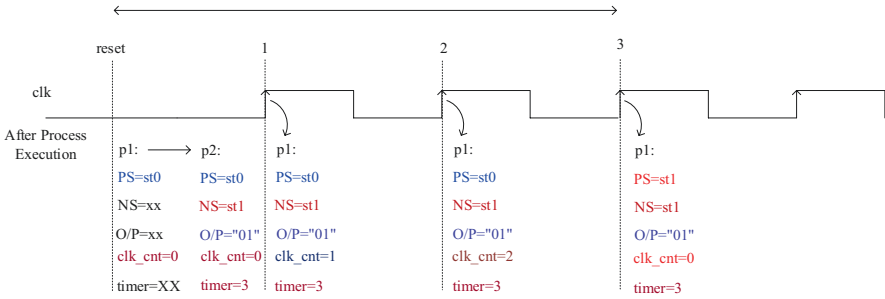 reset 1 2 3
clk
After Process
Execution
p1: p2: p1: p1: p1:
PS=st0 PS=st0 PS=st0 PS=st0 PS=st1
NS=xx NS=st1 NS=st1 NS=st1 NS=st1
O/P=xx O/P="01" O/P="01" O/P="01" O/P="01"
clk_cnt=0 clk_cnt=0 clk_cnt=1 clk_cnt=2 clk_cnt=0
timer=XX timer=3 timer=3 timer=3 timer=3